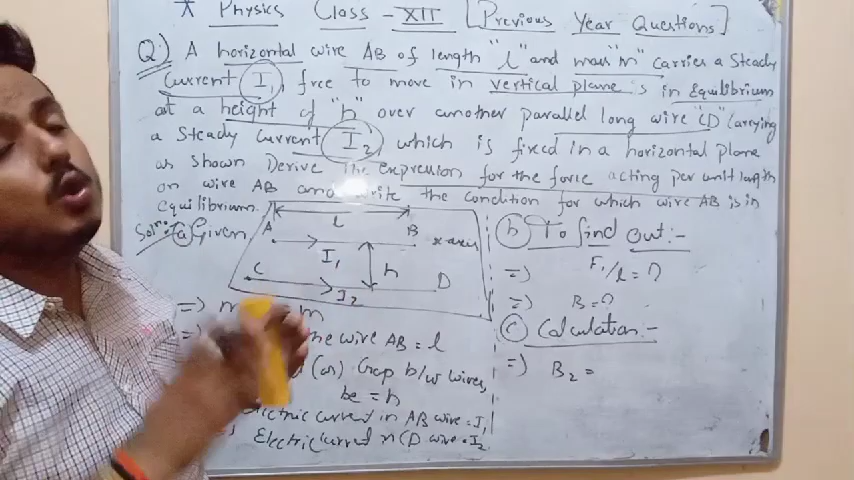 * Physics Class - XII [Previous Year Questions]
Q:) A horizontal wire AB of length "l" and mass "m" carries a Steady
Current I1, free to move in vertical plane is in Equilibrium
at a height of "h" over another parallel long wire "CD" Carrying
a Steady Current I2, which is fixed in a horizontal plane
as shown Derive the expression for the force acting per unit length
on wire AB and write the condition for which wire AB is in
equilibrium.
Soln: (a) Given
l
A B x-axis
I1
h
C D
I2
=) m
=) the wire AB = l
(or) Gap b/w wires,
be = h
Electric current in AB wire = I1
Electric current in CD wire = I2
(b) To find Out:-
=) F1/l = ?
=) B = ?
(c) Calculation:-
=) B2 =